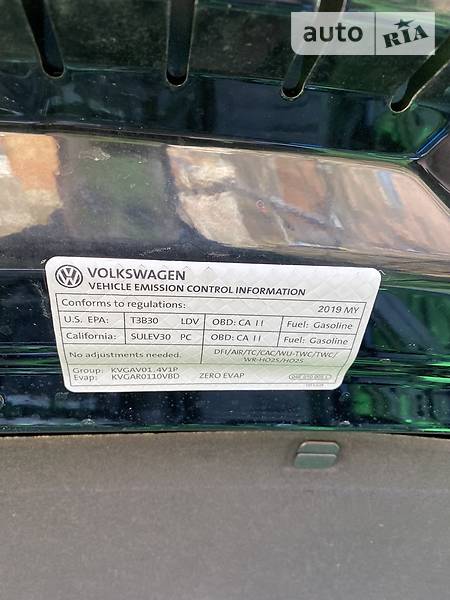 auto RIA
VOLKSWAGEN
VEHICLE EMISSION CONTROL INFORMATION
Conforms to regulations: 2019 MY
U.S. EPA: T3B30 LDV OBD: CA II Fuel: Gasoline
California: SULEV30 PC OBD: CA II Fuel: Gasoline
No adjustments needed. DFI/AIR/TC/CAC/WU-TWC/TWC/
WR-HO2S/HO2S
Group: KVGAV01.4V1P
Evap: KVGAR0110VBD ZERO EVAP